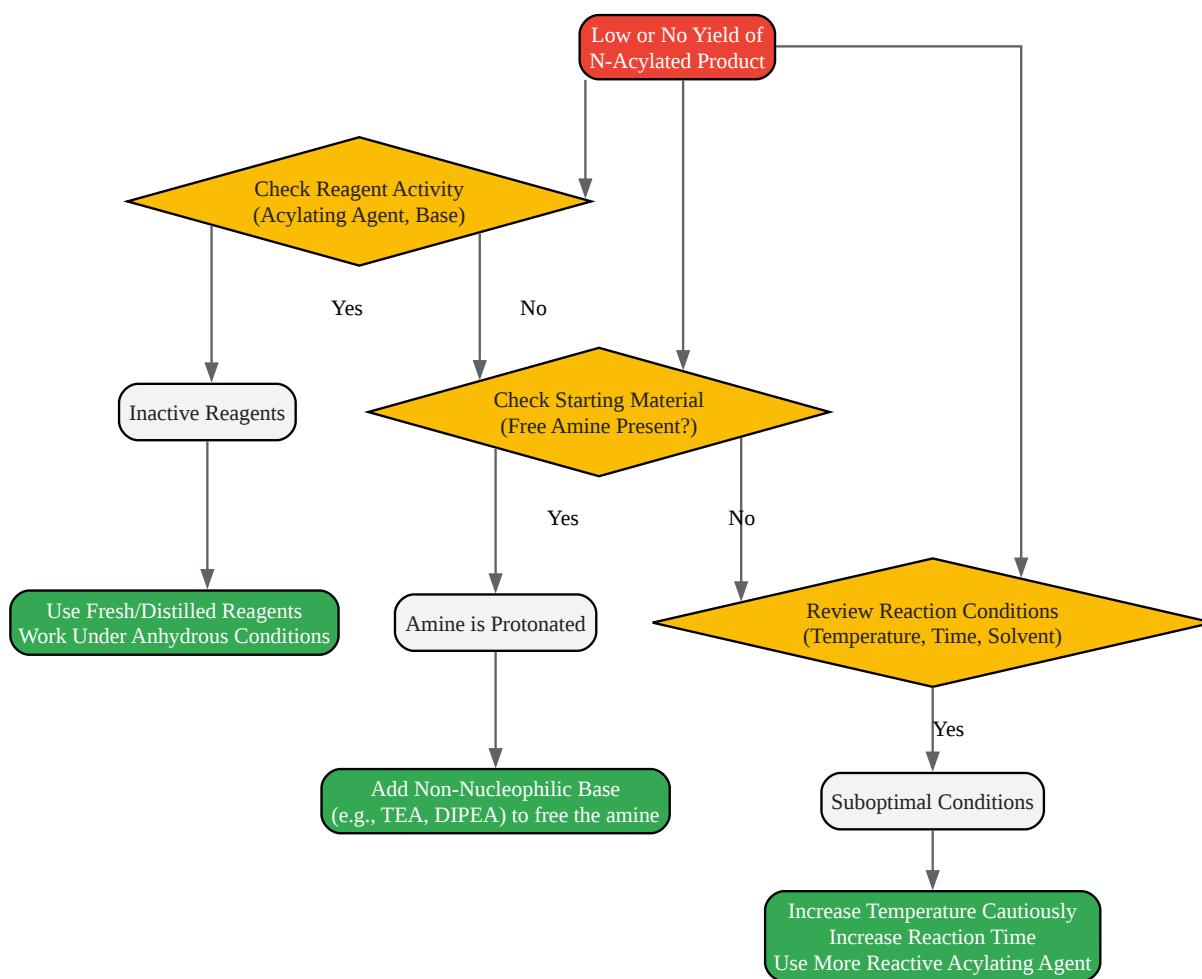 Low or No Yield of
N-Acylated Product
Check Reagent Activity
(Acylating Agent, Base)
Yes
No
Inactive Reagents
Check Starting Material
(Free Amine Present?)
Yes
No
Use Fresh/Distilled Reagents
Work Under Anhydrous Conditions
Amine is Protonated
Review Reaction Conditions
(Temperature, Time, Solvent)
Yes
Add Non-Nucleophilic Base
(e.g., TEA, DIPEA) to free the amine
Suboptimal Conditions
Increase Temperature Cautiously
Increase Reaction Time
Use More Reactive Acylating Agent